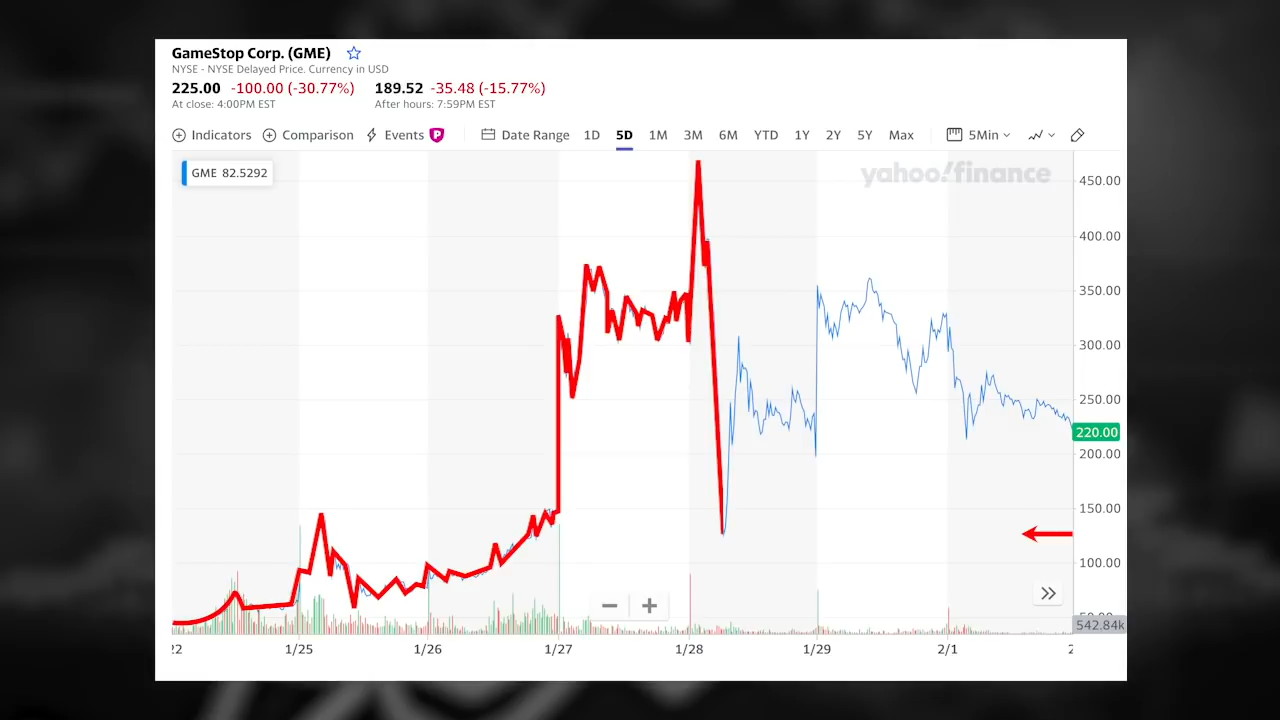 GameStop Corp. (GME)
NYSE - NYSE Delayed Price. Currency in USD
225.00 -100.00 (-30.77%) 189.52 -35.48 (-15.77%)
At close: 4:00PM EST After hours: 7:59PM EST
Indicators Comparison Events P Date Range 1D 5D 1M 3M 6M YTD 1Y 2Y 5Y Max 5Min
GME 82.5292
yahoo!finance
450.00
400.00
350.00
300.00
250.00
220.00
200.00
150.00
100.00
50.00
542.84k
22 1/25 1/26 1/27 1/28 1/29 2/1 2